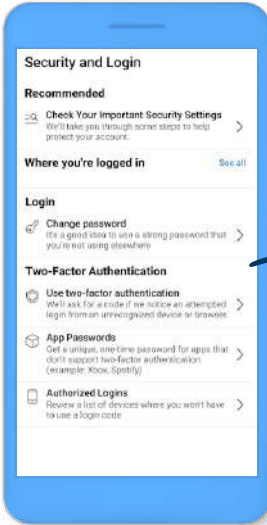 Security and Login
Recommended
Check Your Important Security Settings
We'll take you through some steps to help
protect your account.
Where you're logged in See all
Login
Change password
It's a good idea to use a strong password that
you're not using elsewhere
Two-Factor Authentication
Use two-factor authentication
We'll ask for a code if we notice an attempted
login from an unrecognized device or browser
App Passwords
Get a unique, one-time password for apps that
don't support two-factor authentication
(example: Xbox, Spotify)
Authorized Logins
Review a list of devices where you won't have
to use a login code